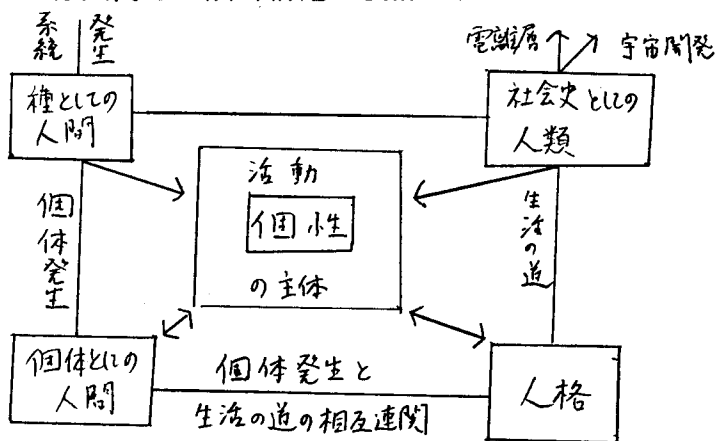 系統
発生
電離層
宇宙開発
種としての
人間
社会史としての
人類
活動
個性
の主体
個体発生
生活の道
個体としての
人間
個体発生と
生活の道の相互連関
人格